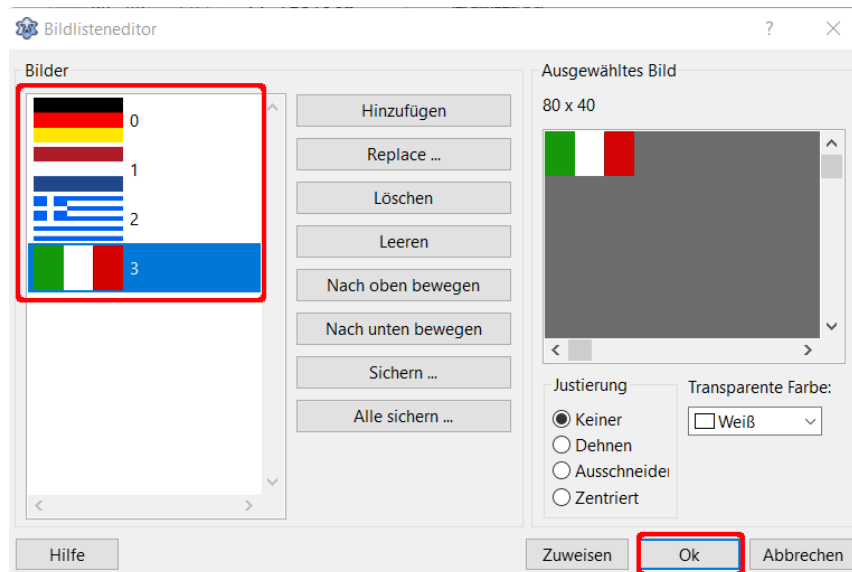 Bildlisteneditor
?
Bilder
0
1
2
3
Hinzufügen
Replace ...
Löschen
Leeren
Nach oben bewegen
Nach unten bewegen
Sichern ...
Alle sichern ...
Ausgewähltes Bild
80 x 40
Justierung
Keiner
Dehnen
Ausschneide
Zentriert
Transparente Farbe:
Weiß
Hilfe
Zuweisen
Ok
Abbrechen